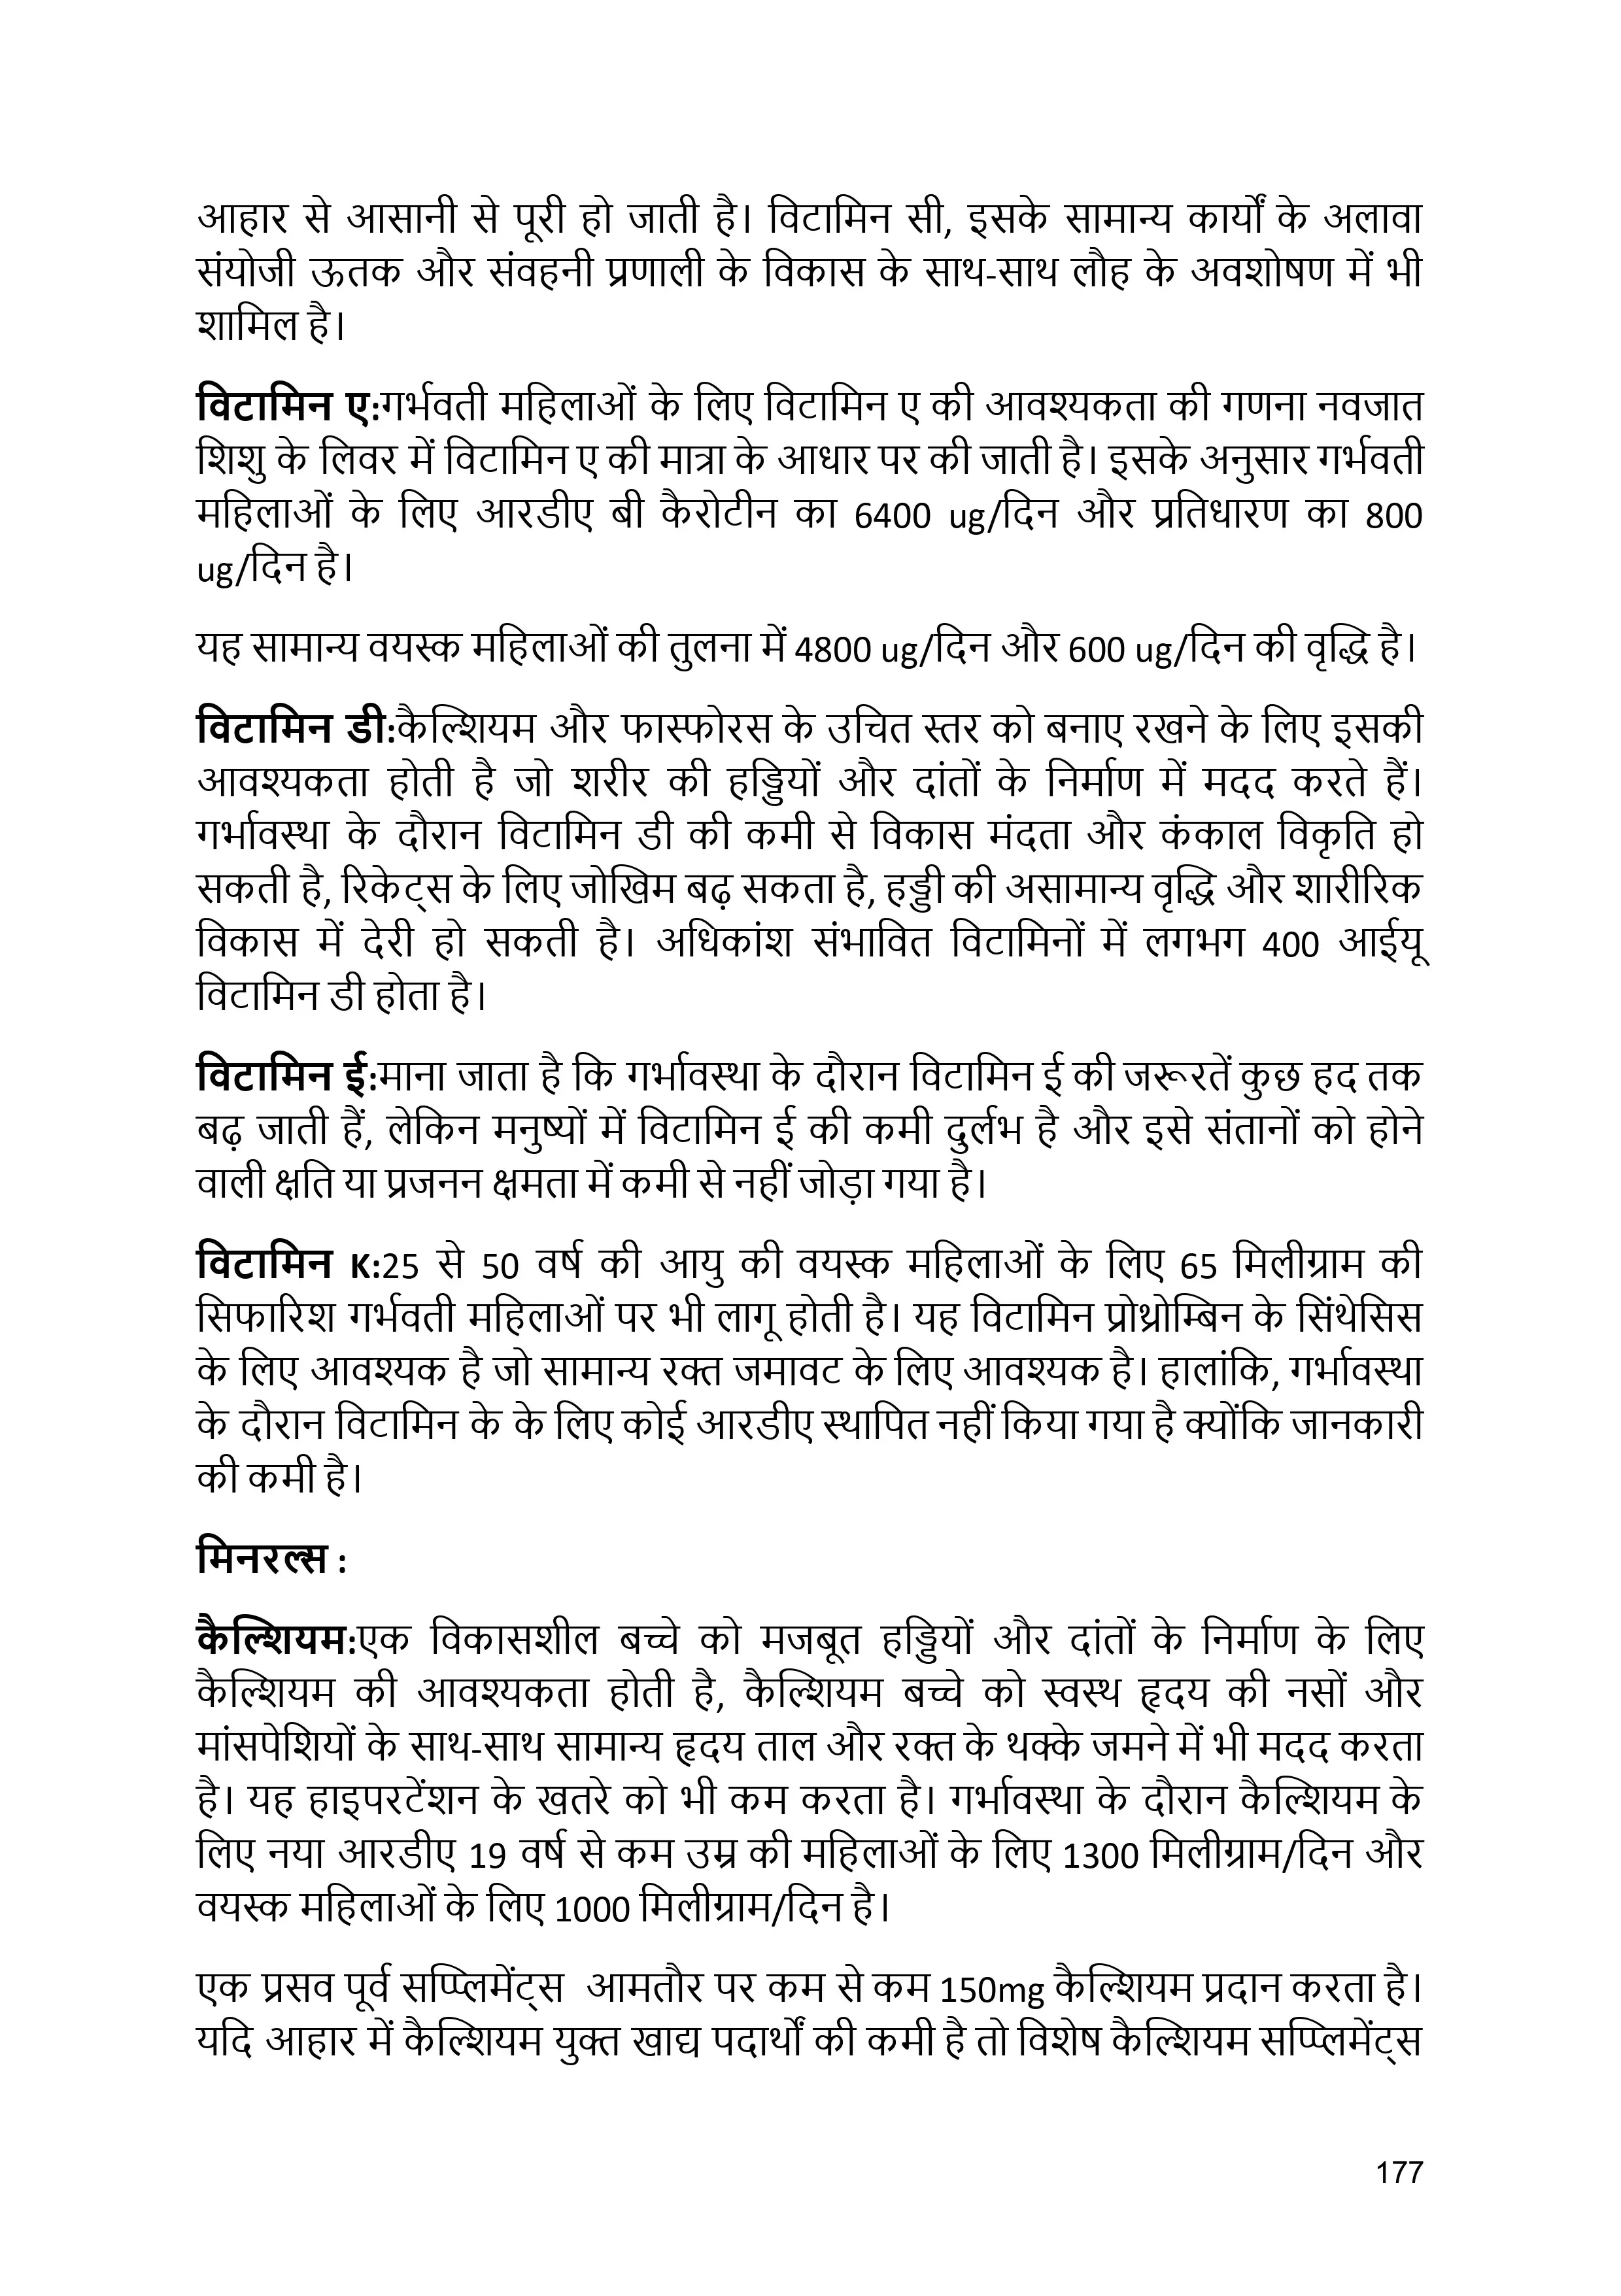 आहार से आसानी से पूरी हो जाती है। विटामिन सी, इसके सामान्य कार्यों के अलावा
संयोजी ऊतक और संवहनी प्रणाली के विकास के साथ-साथ लौह के अवशोषण में भी
शामिल है।
विटामिन ए:गर्भवती महिलाओं के लिए विटामिन ए की आवश्यकता की गणना नवजात
शिशु के लिवर में विटामिन ए की मात्रा के आधार पर की जाती है। इसके अनुसार गर्भवती
महिलाओं के लिए आरडीए बी कैरोटीन का 6400 ug/दिन और प्रतिधारण का 800
ug/दिन है।
यह सामान्य वयस्क महिलाओं की तुलना में 4800 ug/दिन और 600 ug/दिन की वृद्धि है।
विटामिन डी:कैल्शियम और फास्फोरस के उचित स्तर को बनाए रखने के लिए इसकी
आवश्यकता होती है जो शरीर की हड्डियों और दांतों के निर्माण में मदद करते हैं।
गर्भावस्था के दौरान विटामिन डी की कमी से विकास मंदता और कंकाल विकृति हो
सकती है, रिकेट्स के लिए जोखिम बढ़ सकता है, हड्डी की असामान्य वृद्धि और शारीरिक
विकास में देरी हो सकती है। अधिकांश संभावित विटामिनों में लगभग 400 आईयू
विटामिन डी होता है।
विटामिन ई:माना जाता है कि गर्भावस्था के दौरान विटामिन ई की जरूरतें कुछ हद तक
बढ़ जाती हैं, लेकिन मनुष्यों में विटामिन ई की कमी दुर्लभ है और इसे संतानों को होने
वाली क्षति या प्रजनन क्षमता में कमी से नहीं जोड़ा गया है।
विटामिन K:25 से 50 वर्ष की आयु की वयस्क महिलाओं के लिए 65 मिलीग्राम की
सिफारिश गर्भवती महिलाओं पर भी लागू होती है। यह विटामिन प्रोथ्रोम्बिन के सिंथेसिस
के लिए आवश्यक है जो सामान्य रक्त जमावट के लिए आवश्यक है। हालांकि, गर्भावस्था
के दौरान विटामिन के के लिए कोई आरडीए स्थापित नहीं किया गया है क्योंकि जानकारी
की कमी है।
मिनरल्स :
कैल्शियम:एक विकासशील बच्चे को मजबूत हड्डियों और दांतों के निर्माण के लिए
कैल्शियम की आवश्यकता होती है, कैल्शियम बच्चे को स्वस्थ हृदय की नसों और
मांसपेशियों के साथ-साथ सामान्य हृदय ताल और रक्त के थक्के जमने में भी मदद करता
है। यह हाइपरटेंशन के खतरे को भी कम करता है। गर्भावस्था के दौरान कैल्शियम के
लिए नया आरडीए 19 वर्ष से कम उम्र की महिलाओं के लिए 1300 मिलीग्राम/दिन और
वयस्क महिलाओं के लिए 1000 मिलीग्राम/दिन है।
एक प्रसव पूर्व सप्प्लिमेंट्स आमतौर पर कम से कम 150mg कैल्शियम प्रदान करता है।
यदि आहार में कैल्शियम युक्त खाद्य पदार्थों की कमी है तो विशेष कैल्शियम सप्प्लिमेंट्स
177